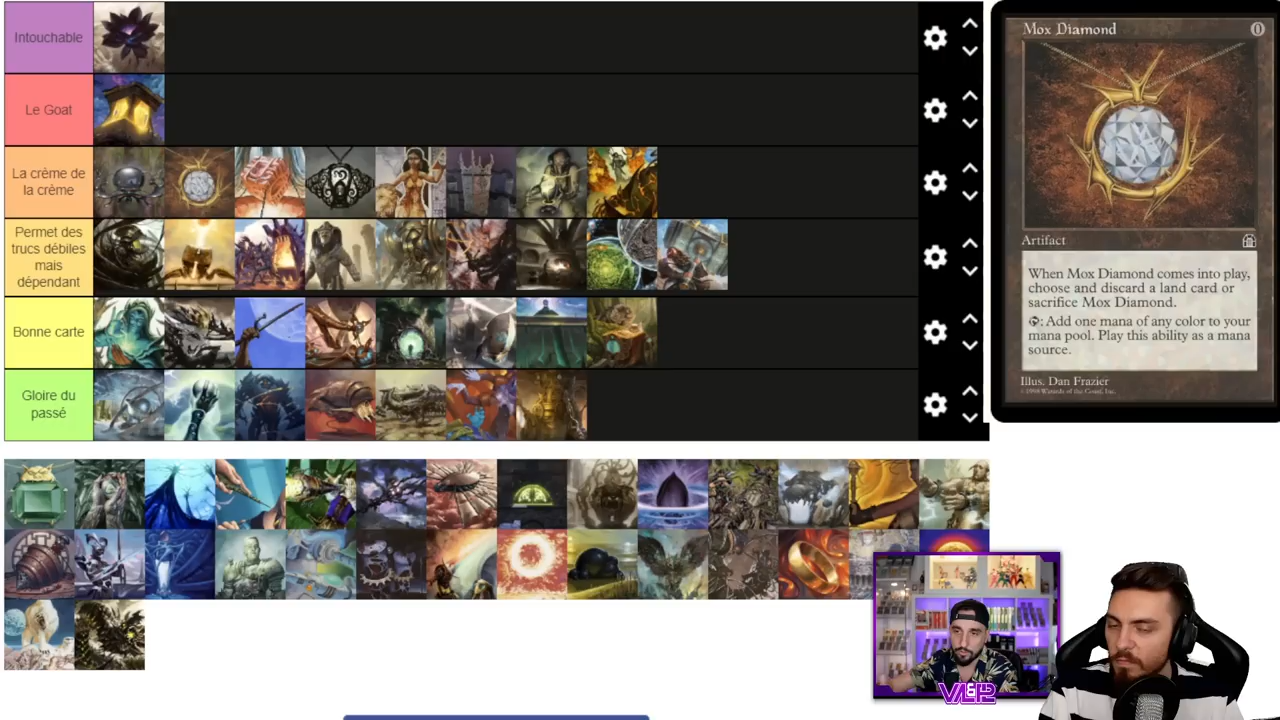 Intouchable
Le Goat
La crème de
la crème
Permet des
trucs débiles
mais
dépendant
Bonne carte
Gloire du
passé
Mox Diamond
0
Artifact
When Mox Diamond comes into play,
choose and discard a land card or
sacrifice Mox Diamond.
: Add one mana of any color to your
mana pool. Play this ability as a mana
source.
Illus. Dan Frazier